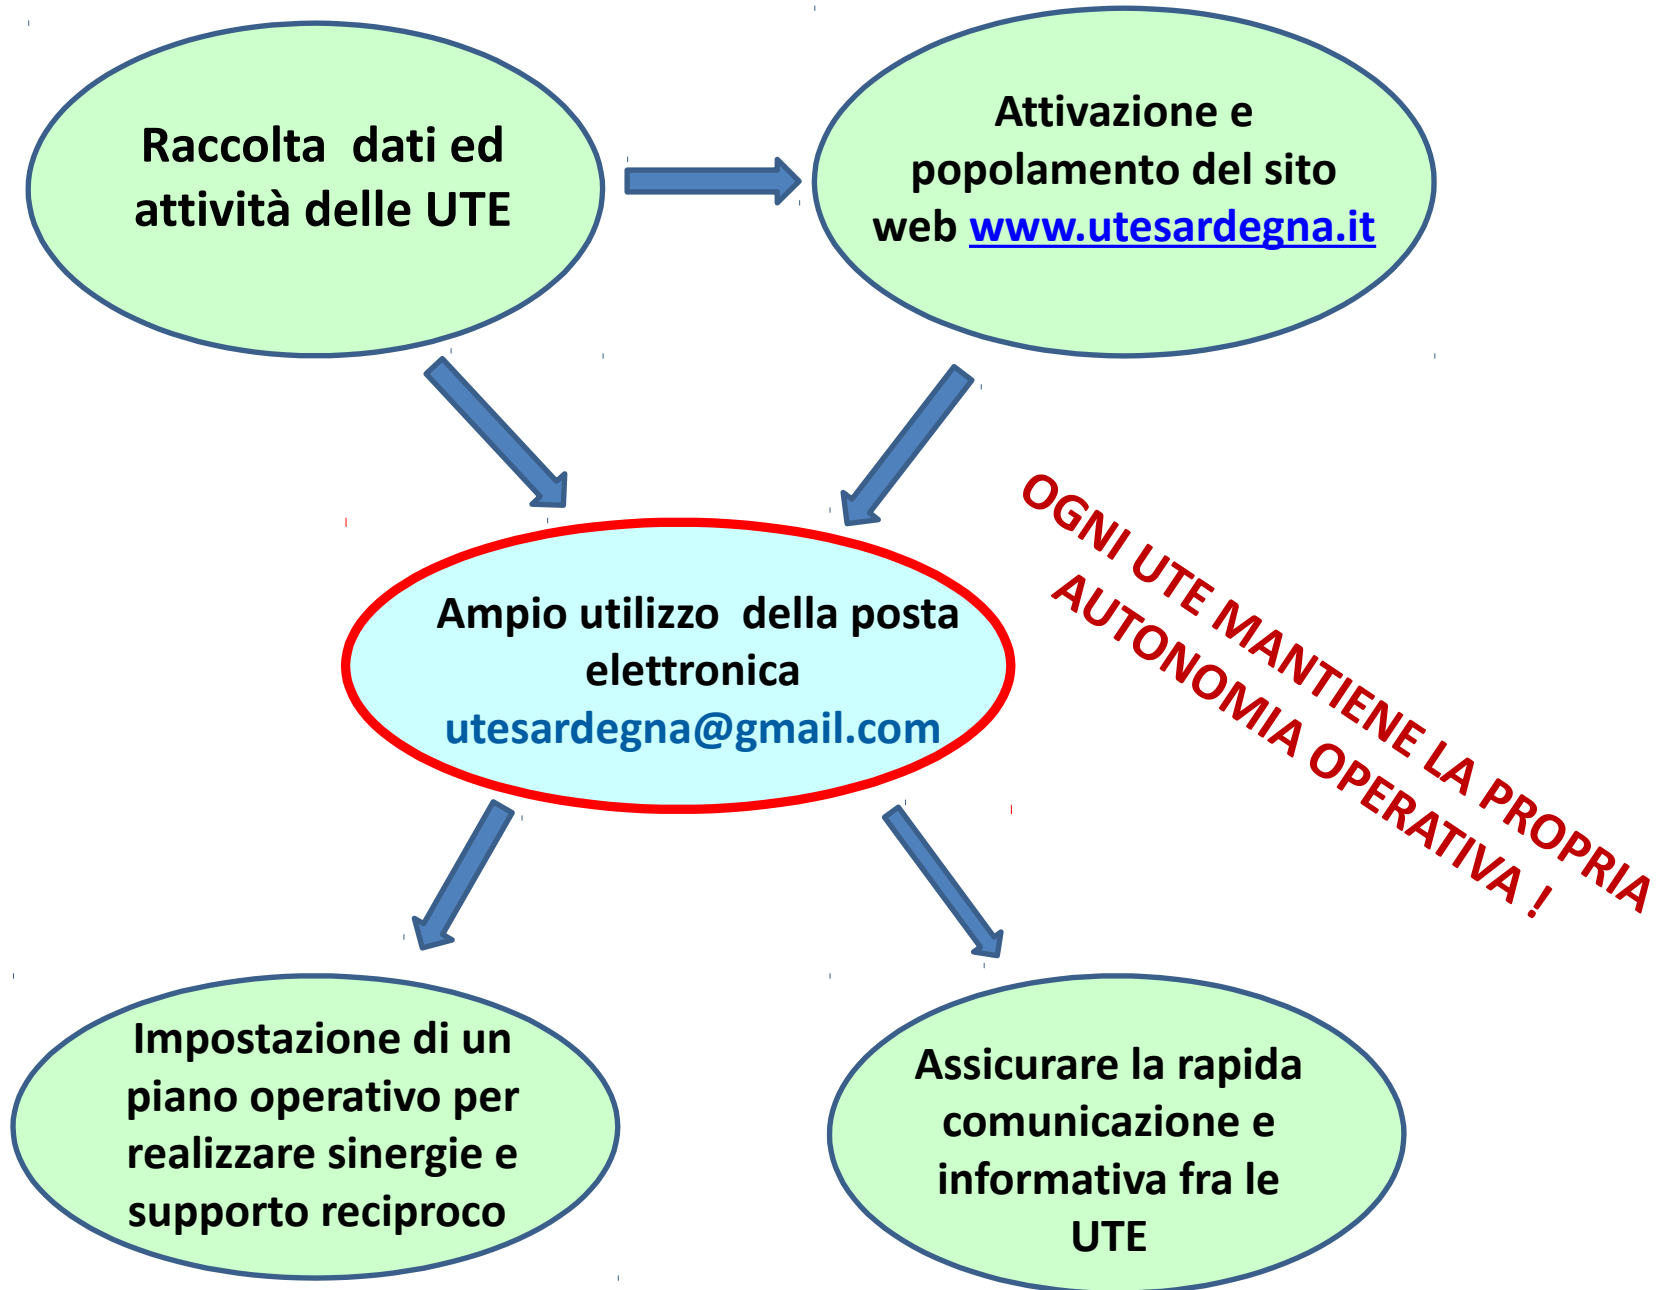 Raccolta dati ed
attività delle UTE
Attivazione e
popolamento del sito
web www.utesardegna.it
Ampio utilizzo della posta
elettronica
utesardegna@gmail.com
OGNI UTE MANTIENE LA PROPRIA
AUTONOMIA OPERATIVA !
Impostazione di un
piano operativo per
realizzare sinergie e
supporto reciproco
Assicurare la rapida
comunicazione e
informativa fra le
UTE